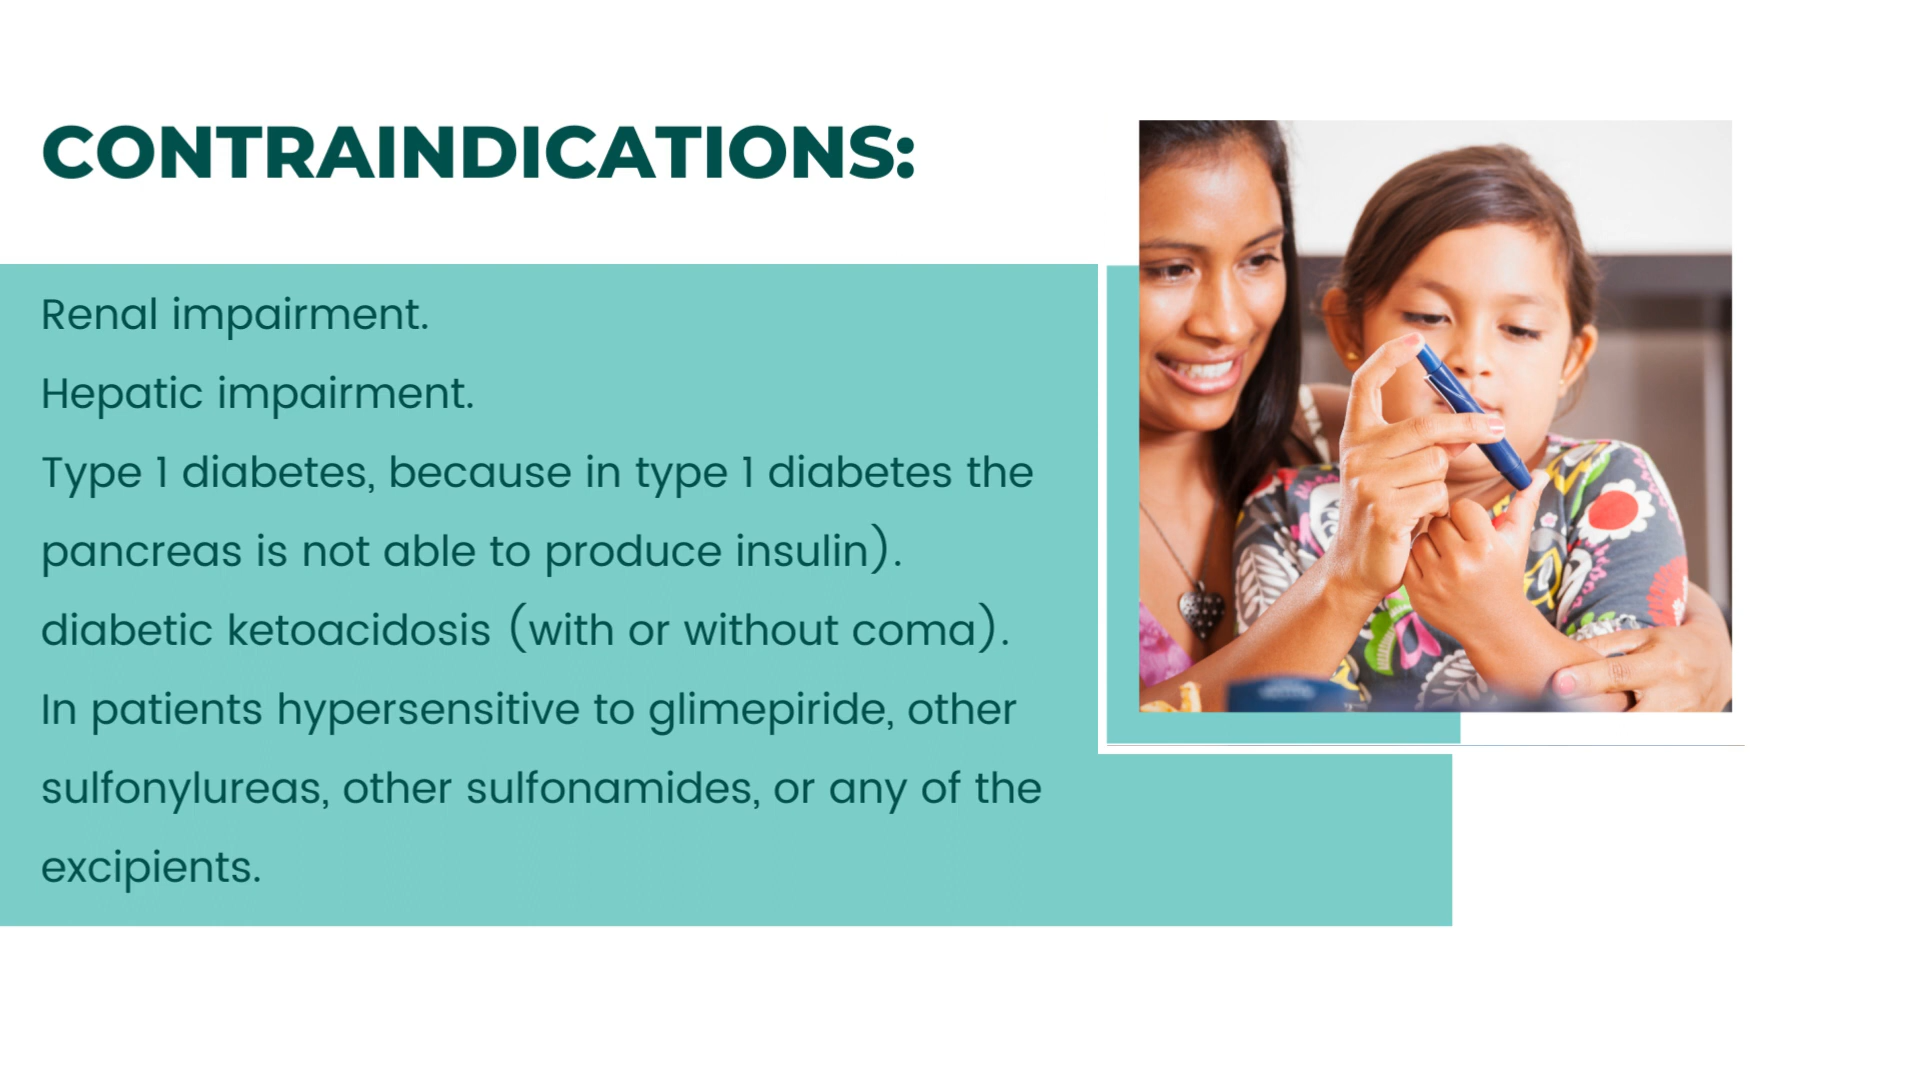 CONTRAINDICATIONS:
Renal impairment.
Hepatic impairment.
Type 1 diabetes, because in type 1 diabetes the
pancreas is not able to produce insulin).
diabetic ketoacidosis (with or without coma).
In patients hypersensitive to glimepiride, other
sulfonylureas, other sulfonamides, or any of the
excipients.